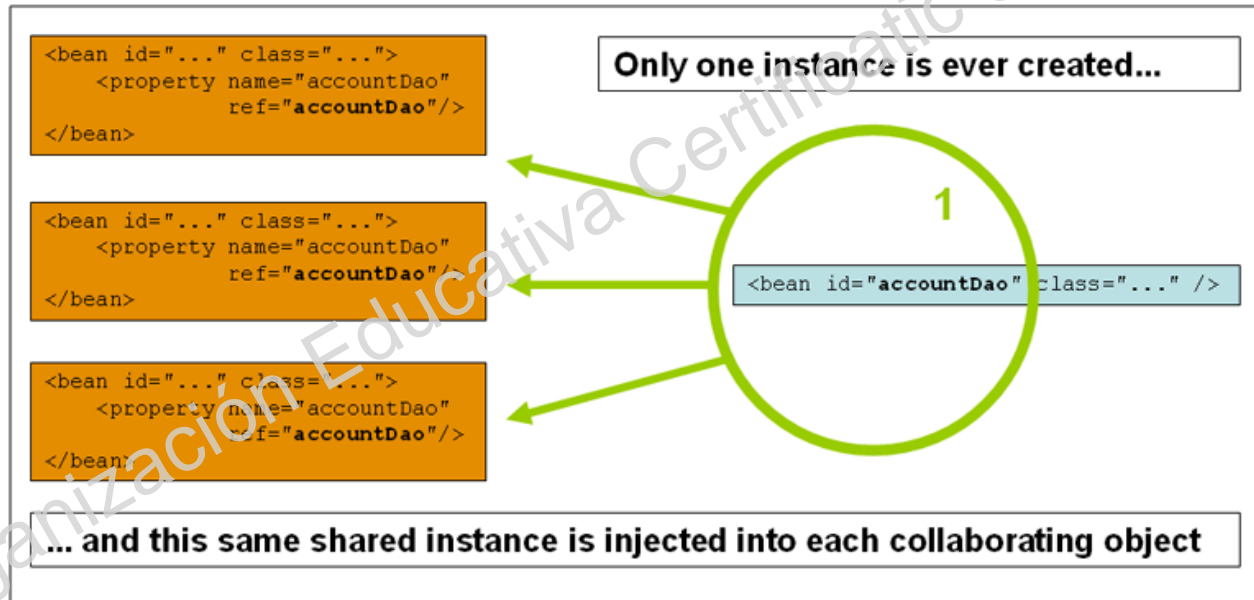 <bean id="..." class="...">
<property name="accountDao"
ref="accountDao"/>
</bean>
Only one instance is ever created...
<bean id="..." class="...">
<property name="accountDao"
ref="accountDao"/>
</bean>
1
<bean id="accountDao" class="..." />
<bean id="..." class="...">
<property name="accountDao"
ref="accountDao"/>
</bean>
... and this same shared instance is injected into each collaborating object
Educativa